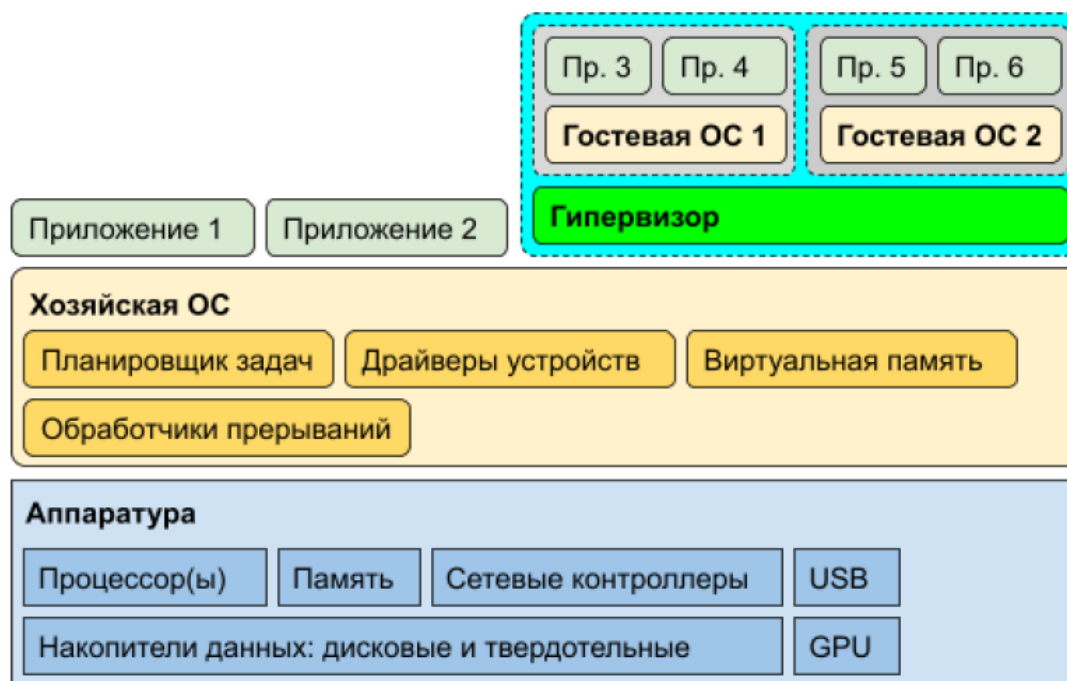 Пр. 3 Пр. 4 Пр. 5 Пр. 6
Гостевая ОС 1 Гостевая ОС 2
Гипервизор
Приложение 1 Приложение 2
Хозяйская ОС
Планировщик задач Драйверы устройств Виртуальная память
Обработчики прерываний
Аппаратура
Процессор(ы) Память Сетевые контроллеры USB
Накопители данных: дисковые и твердотельные GPU